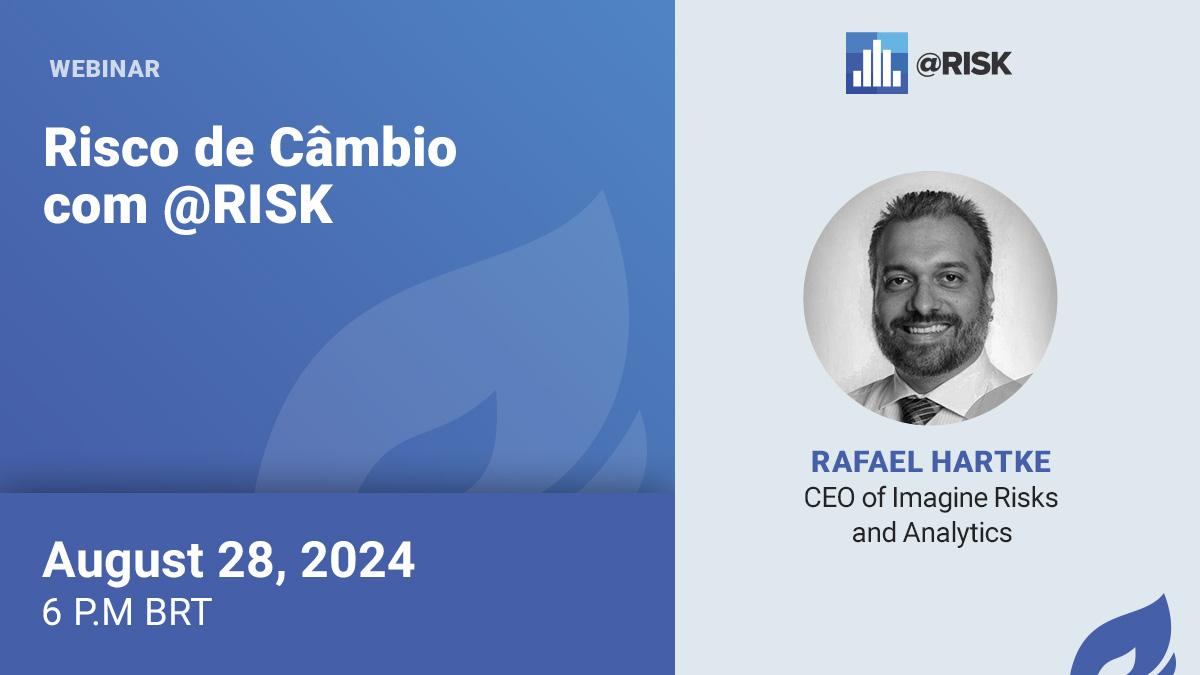 WEBINAR
Risco de Câmbio
com @RISK
August 28, 2024
6 P.M BRT
@RISK
RAFAEL HARTKE
CEO of Imagine Risks
and Analytics